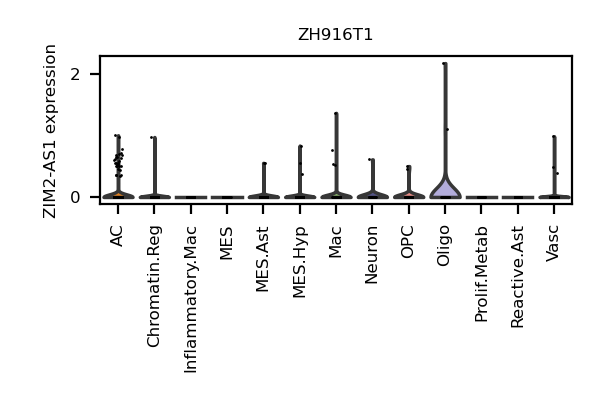 ZH916T1
ZIM2-AS1 expression
2
0
AC
Chromatin.Reg
Inflammatory.Mac
MES
MES.Ast
MES.Hyp
Mac
Neuron
OPC
Oligo
Prolif.Metab
Reactive.Ast
Vasc